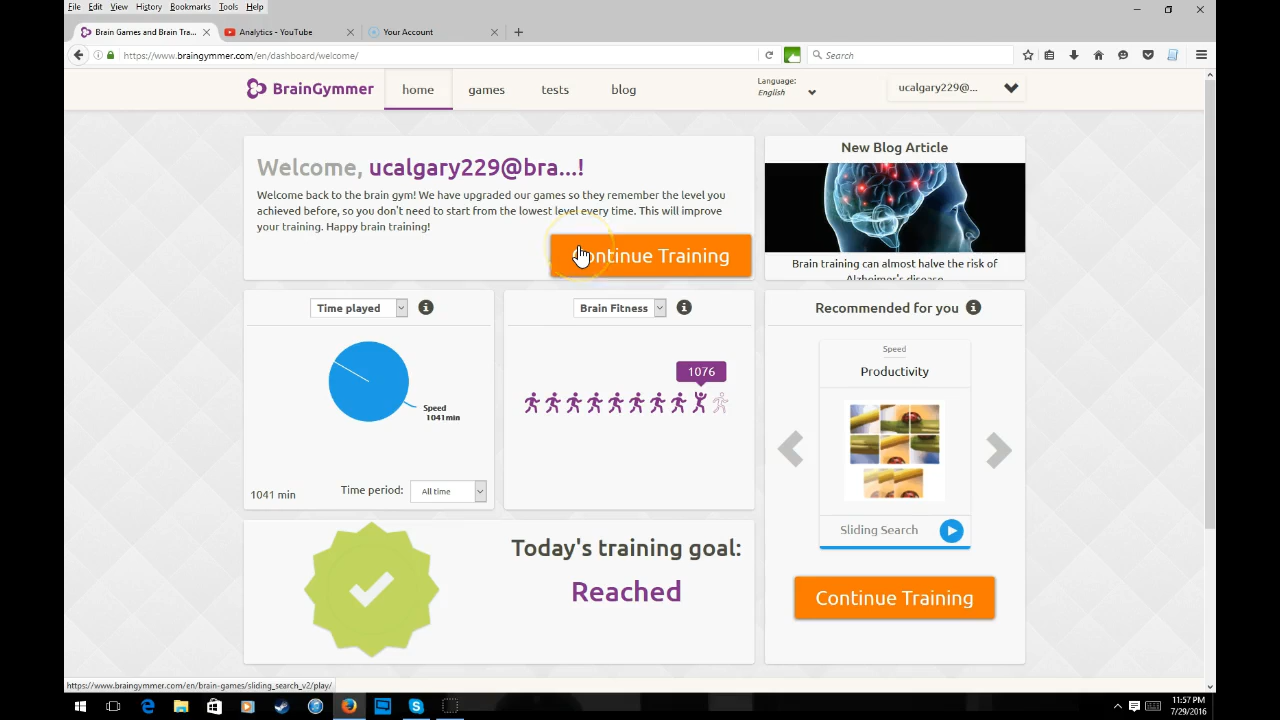 File Edit View History Bookmarks Tools Help
Brain Games and Brain Tra... Analytics - YouTube Your Account
https://www.braingymmer.com/en/dashboard/welcome/ Search
BrainGymmer home games tests blog Language: English ucalgary229@...
Welcome, ucalgary229@bra...!
Welcome back to the brain gym! We have upgraded our games so they remember the level you
achieved before, so you don't need to start from the lowest level every time. This will improve
your training. Happy brain training!
Continue Training
New Blog Article
Brain training can almost halve the risk of
Alzheimer's disease
Time played
Speed
1041min
1041 min Time period: All time
Brain Fitness
1076
Recommended for you
Speed
Productivity
Sliding Search
Continue Training
Today's training goal:
Reached
https://www.braingymmer.com/en/brain-games/sliding_search_v2/play/
11:57 PM
7/29/2016